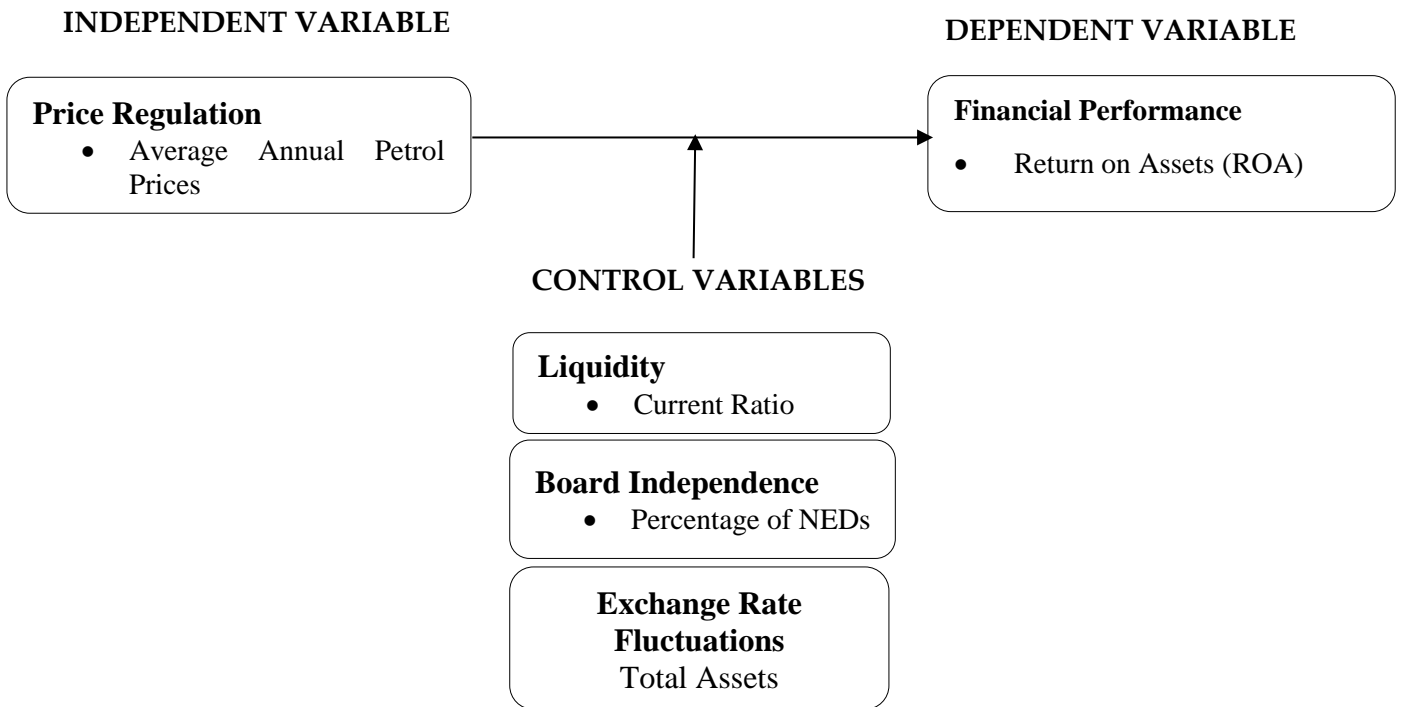 INDEPENDENT VARIABLE
DEPENDENT VARIABLE
Price Regulation
• Average Annual Petrol
Prices
Financial Performance
• Return on Assets (ROA)
CONTROL VARIABLES
Liquidity
• Current Ratio
Board Independence
• Percentage of NEDs
Exchange Rate
Fluctuations
Total Assets